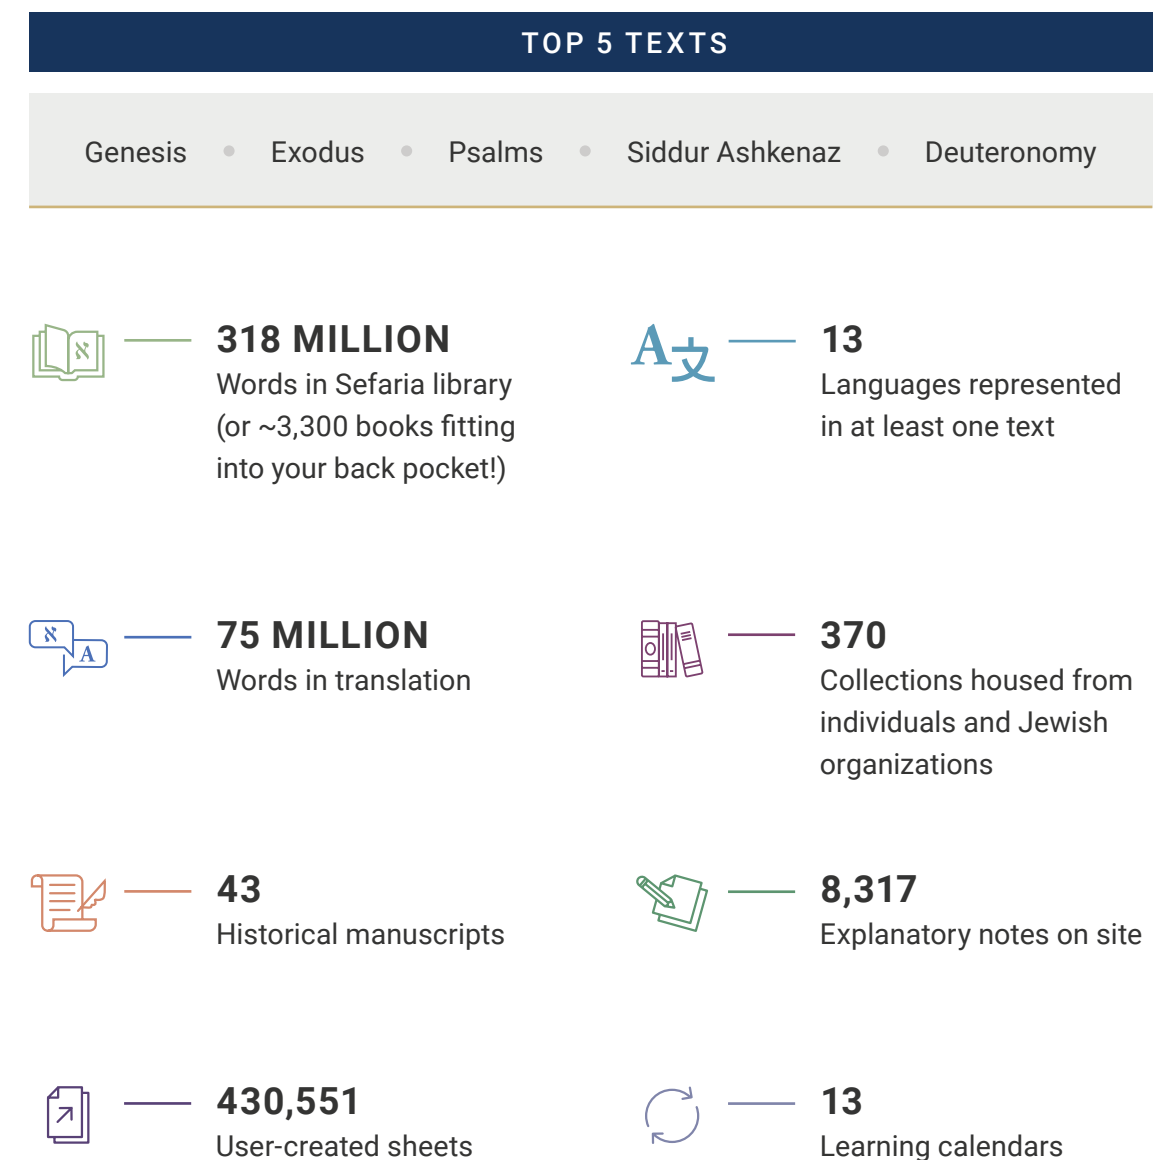 TOP 5 TEXTS
Genesis • Exodus • Psalms • Siddur Ashkenaz • Deuteronomy
318 MILLION
Words in Sefaria library
(or ~3,300 books fitting
into your back pocket!)
13
Languages represented
in at least one text
75 MILLION
Words in translation
370
Collections housed from
individuals and Jewish
organizations
43
Historical manuscripts
8,317
Explanatory notes on site
430,551
User-created sheets
13
Learning calendars